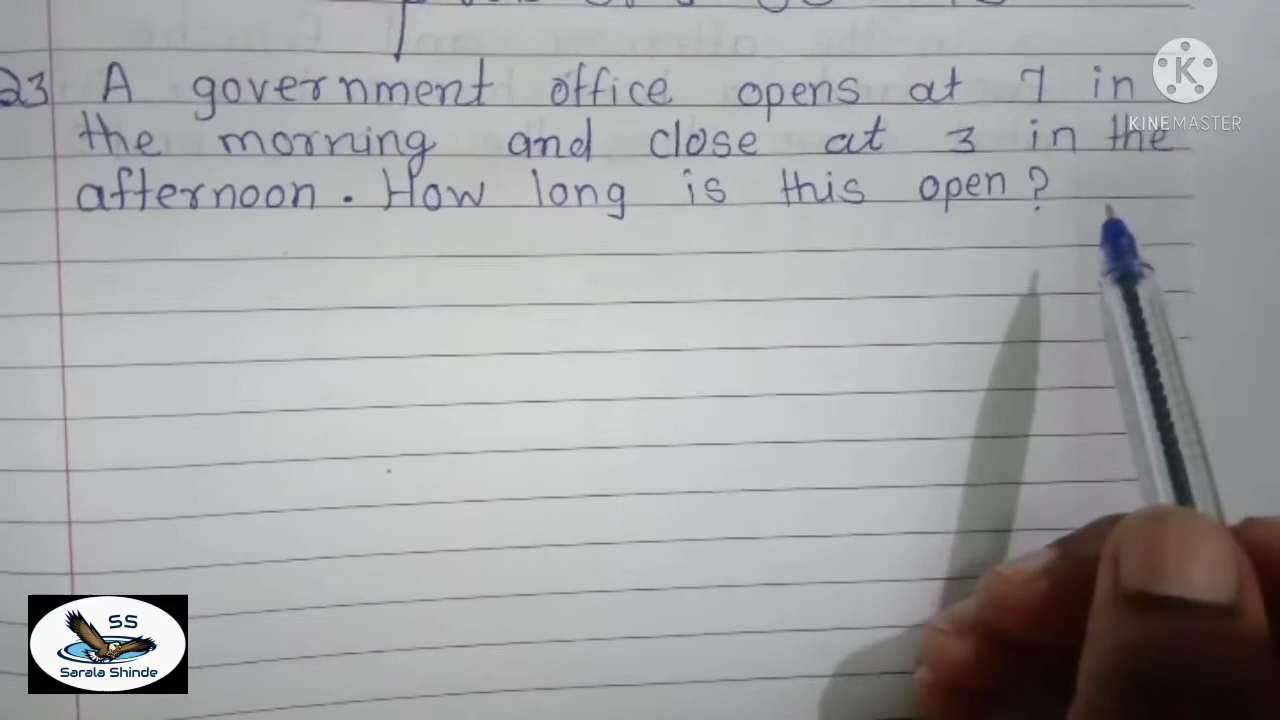 23 A government office opens at 7 in
the morning and close at 3 in the
afternoon. How long is this open?
KINEMASTER
SS
Sarala Shinde